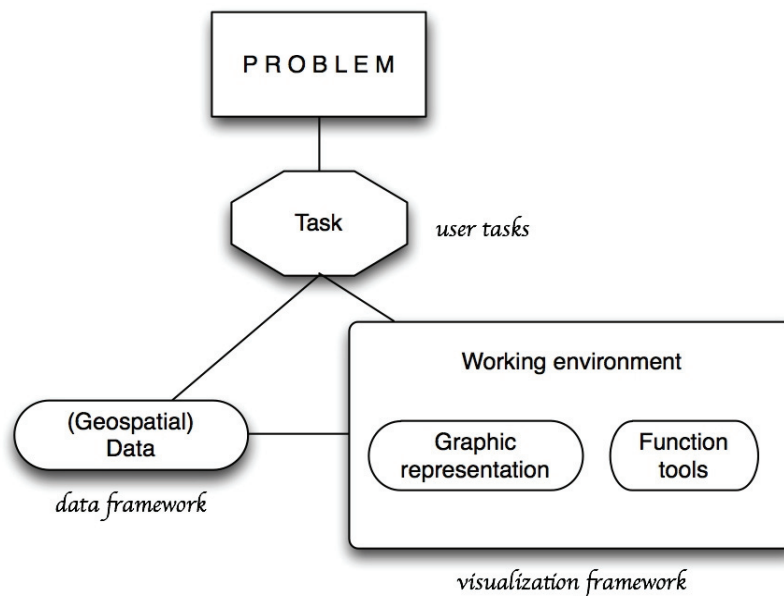 PROBLEM
Task
user tasks
Working environment
(Geospatial)
Data
Graphic
representation
Function
tools
data framework
visualization framework